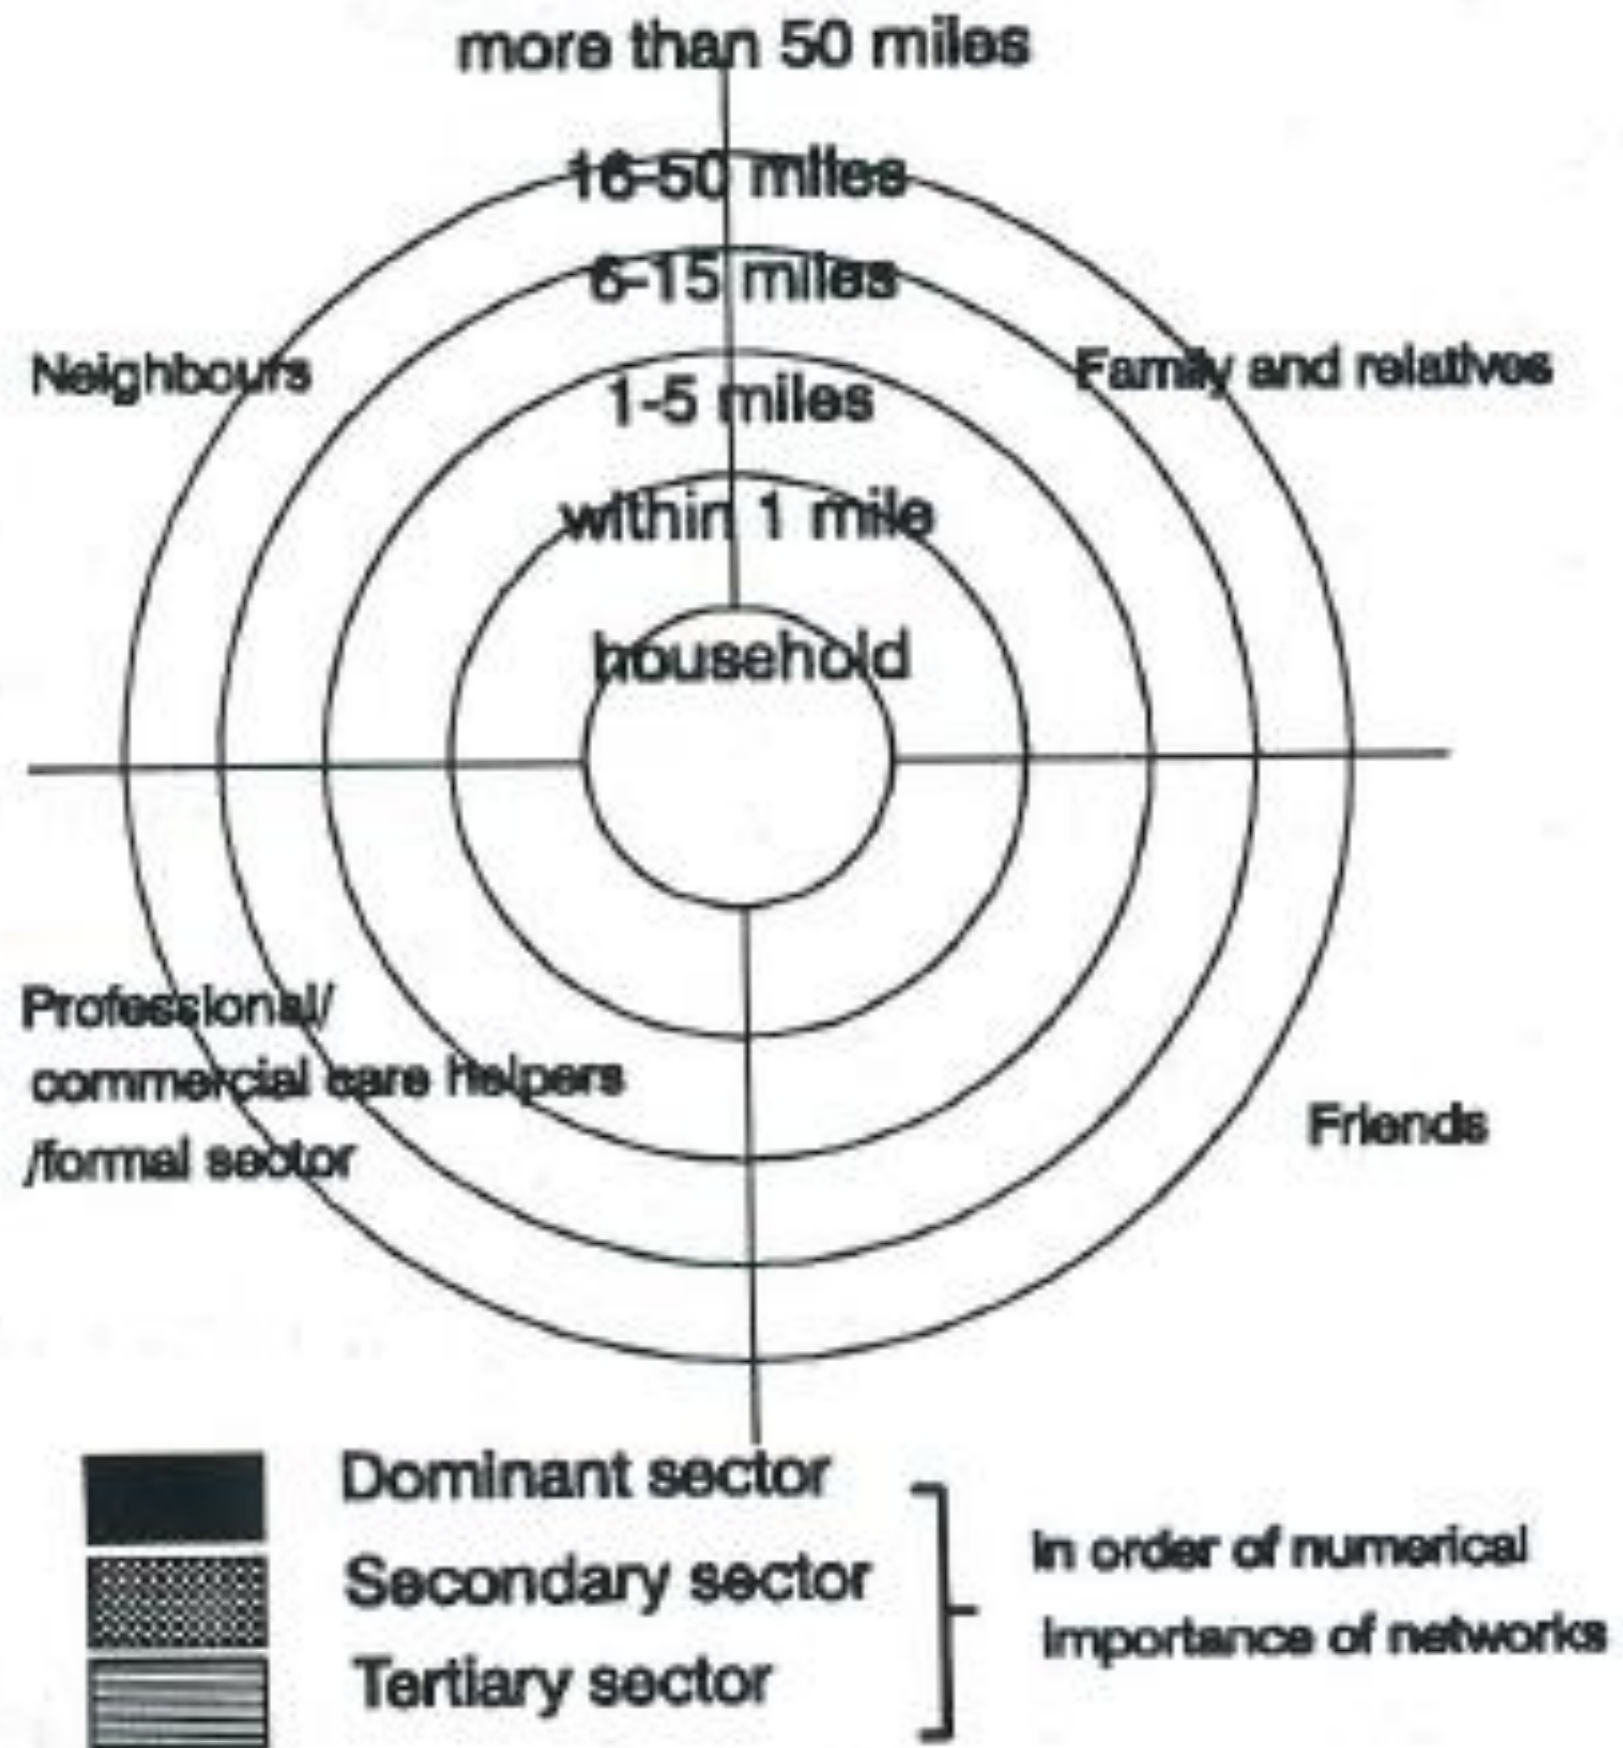 more than 50 miles
16-50 miles
6-15 miles
Neighbours
Family and relatives
1-5 miles
within 1 mile
household
Professional/
commercial care helpers
/formal sector
Friends
Dominant sector
Secondary sector
Tertiary sector
In order of numerical
importance of networks